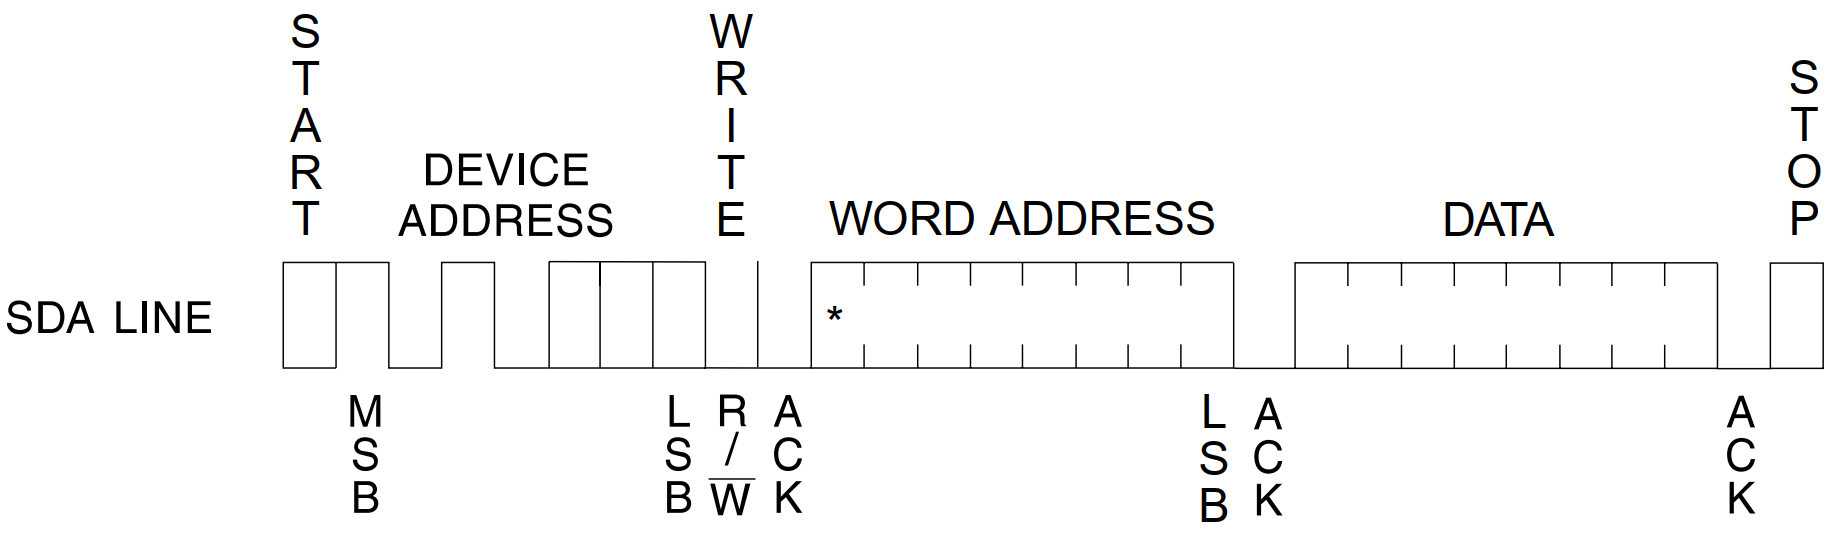 START
WRITE
STOP
DEVICE
ADDRESS
WORD ADDRESS
DATA
SDA LINE
*
MSB
LSB
R/W
ACK
LSB
ACK
ACK